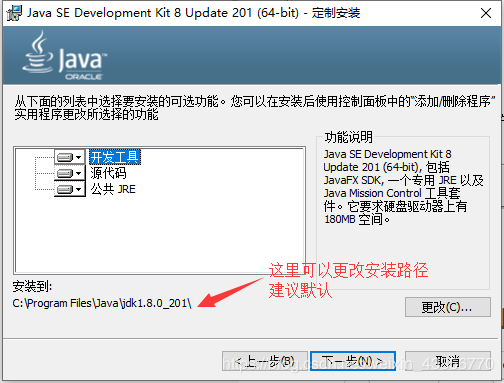 Java SE Development Kit 8 Update 201 (64-bit) - 定制安装
Java
ORACLE
从下面的列表中选择要安装的可选功能。您可以在安装后使用控制面板中的"添加/删除程序"
实用程序更改所选择的功能
开发工具
源代码
公共 JRE
功能说明
Java SE Development Kit 8
Update 201 (64-bit), 包括
JavaFX SDK, 一个专用 JRE 以及
Java Mission Control 工具套
件。它要求硬盘驱动器上有
180MB 空间。
这里可以更改安装路径
建议默认
安装到:
C:\Program Files\Java\jdk1.8.0_201\
更改(C)...
< 上一步(B)
下一步(N) >
取消